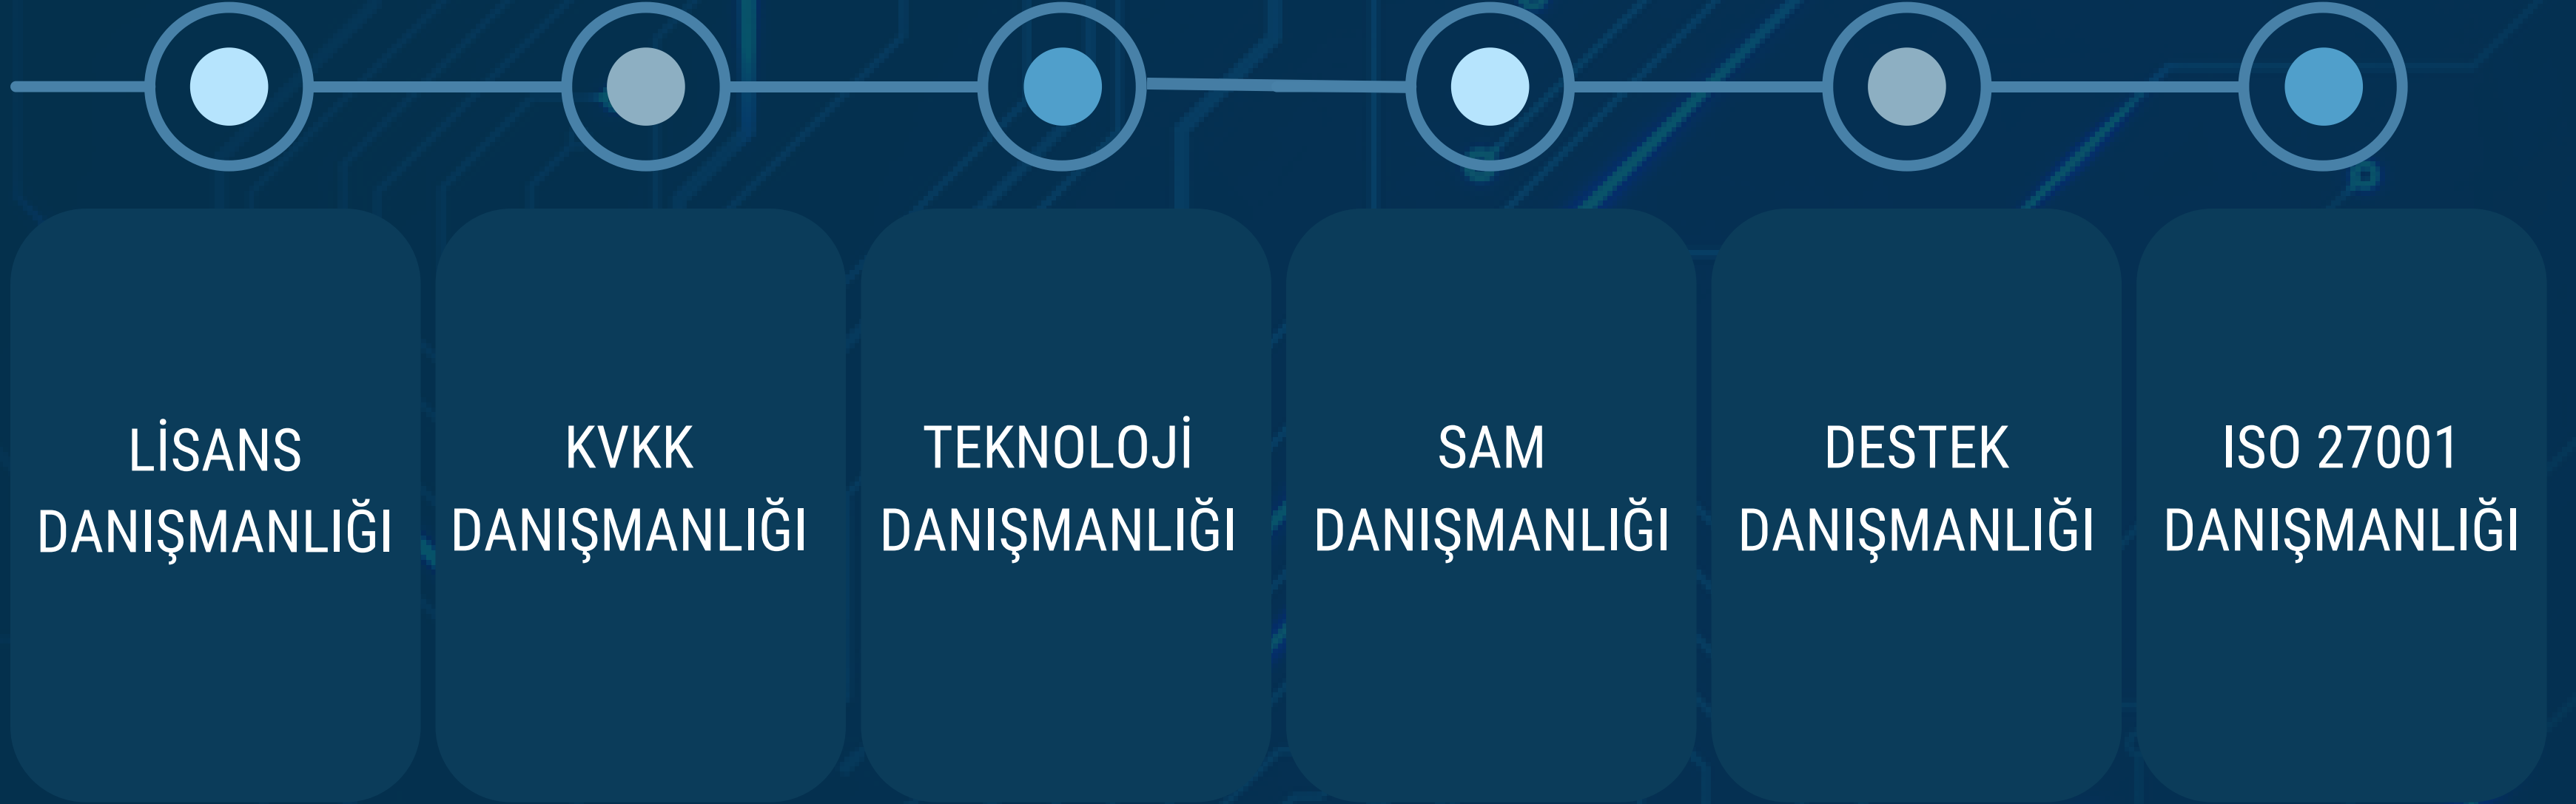 LİSANS
DANIŞMANLIĞI
KVKK
DANIŞMANLIĞI
TEKNOLOJİ
DANIŞMANLIĞI
SAM
DANIŞMANLIĞI
DESTEK
DANIŞMANLIĞI
ISO 27001
DANIŞMANLIĞI